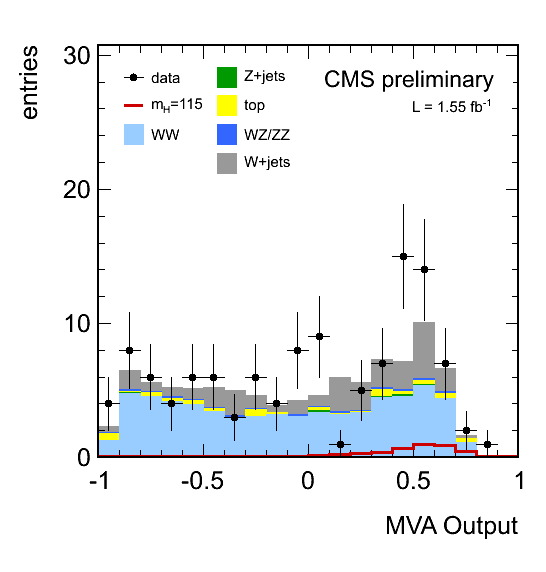 entries
30
20
10
0
data
m_H=115
WW
Z+jets
top
WZ/ZZ
W+jets
CMS preliminary
L = 1.55 fb⁻¹
-1 -0.5 0 0.5 1
MVA Output